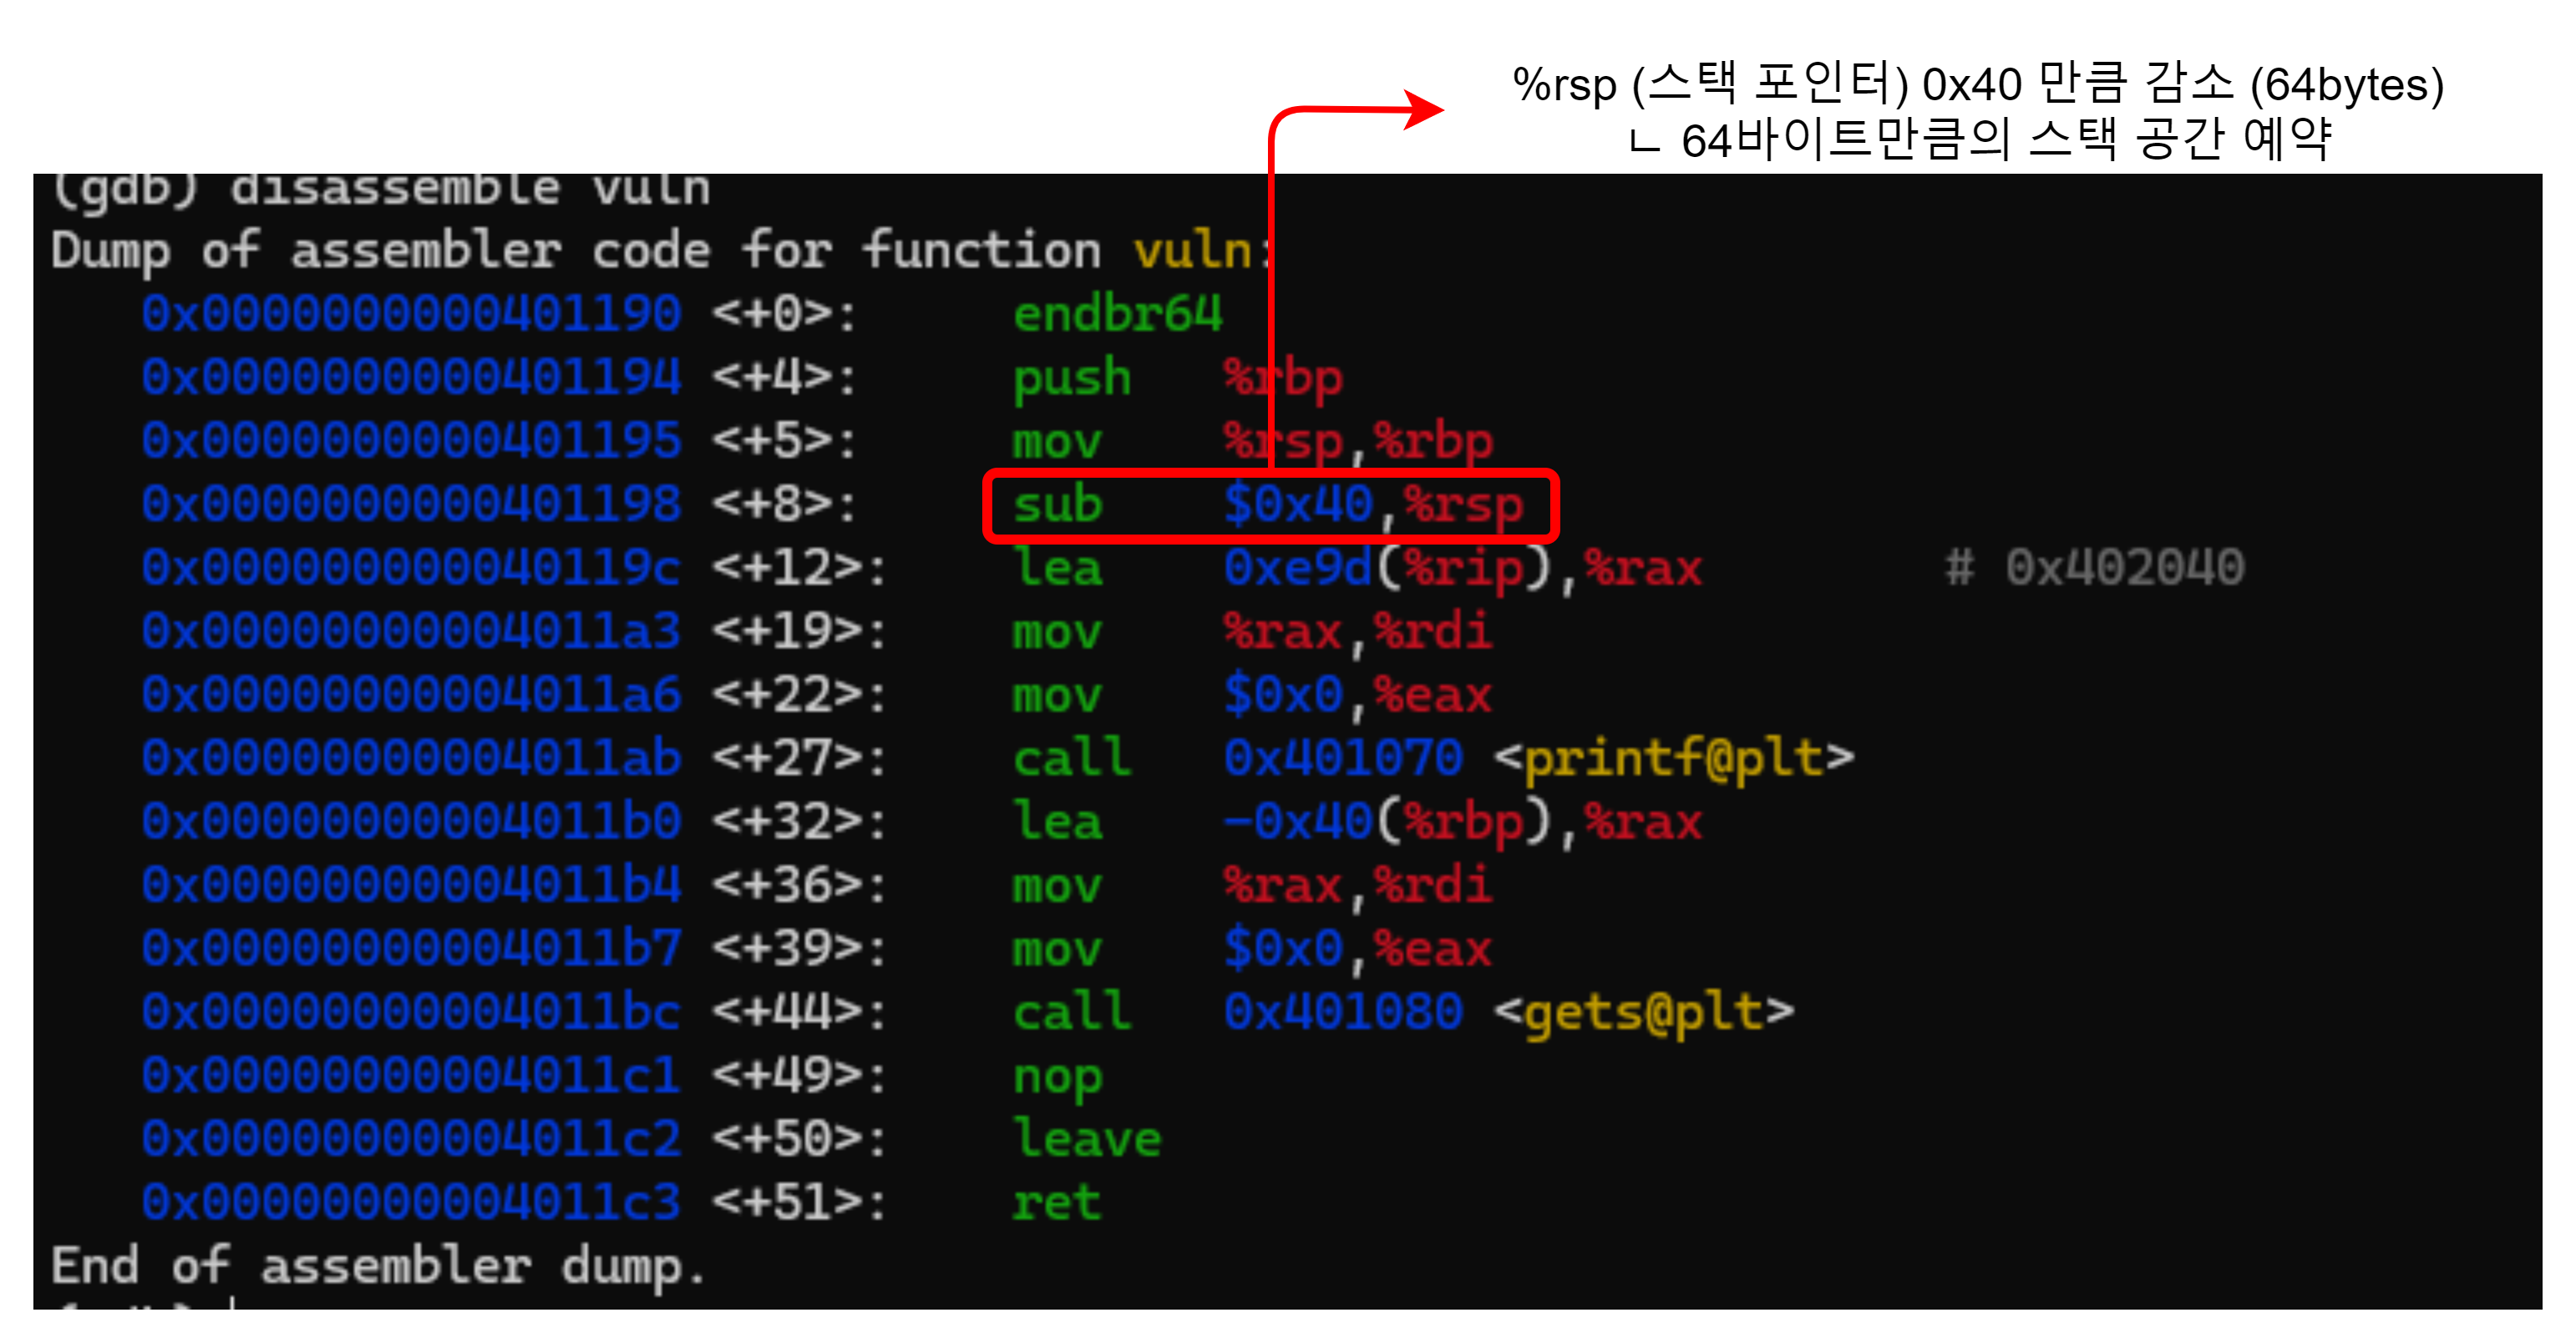 %rsp (스택 포인터) 0x40 만큼 감소 (64bytes)
ㄴ 64바이트만큼의 스택 공간 예약
(gdb) disassemble vuln
Dump of assembler code for function vuln:
0x0000000000401190 <+0>: endbr64
0x0000000000401194 <+4>: push %rbp
0x0000000000401195 <+5>: mov %rsp,%rbp
0x0000000000401198 <+8>: sub $0x40,%rsp
0x000000000040119c <+12>: lea 0xe9d(%rip),%rax # 0x402040
0x00000000004011a3 <+19>: mov %rax,%rdi
0x00000000004011a6 <+22>: mov $0x0,%eax
0x00000000004011ab <+27>: call 0x401070 <printf@plt>
0x00000000004011b0 <+32>: lea -0x40(%rbp),%rax
0x00000000004011b4 <+36>: mov %rax,%rdi
0x00000000004011b7 <+39>: mov $0x0,%eax
0x00000000004011bc <+44>: call 0x401080 <gets@plt>
0x00000000004011c1 <+49>: nop
0x00000000004011c2 <+50>: leave
0x00000000004011c3 <+51>: ret
End of assembler dump.